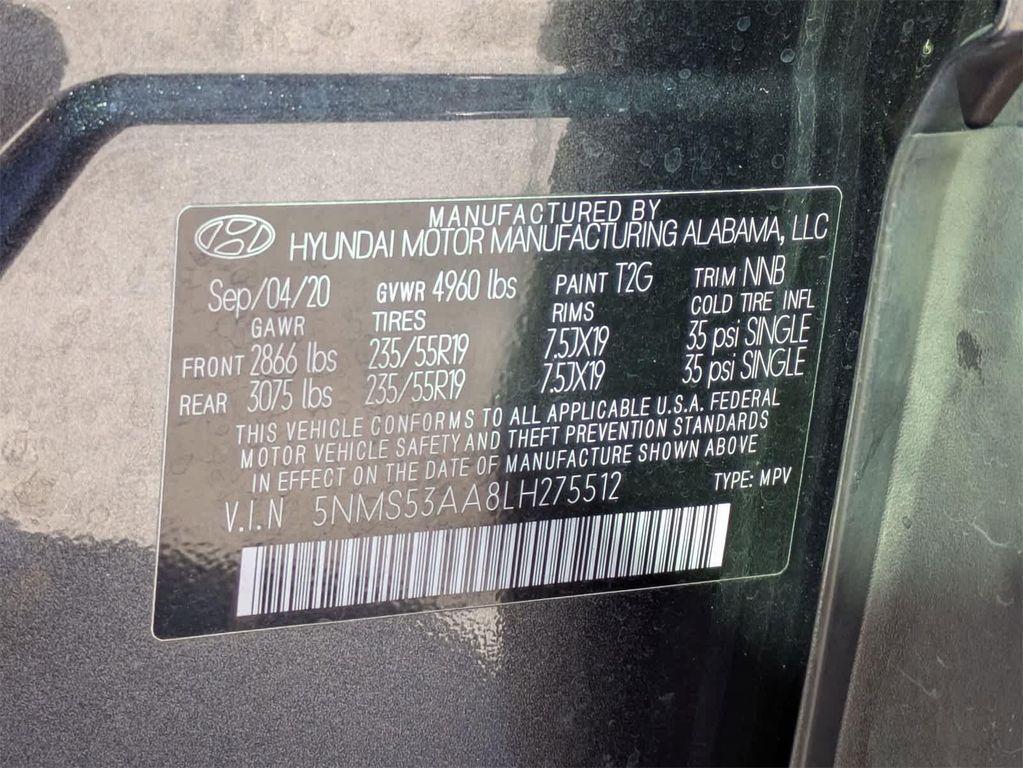 MANUFACTURED BY
HYUNDAI MOTOR MANUFACTURING ALABAMA, LLC
Sep/04/20 GVWR 4960 lbs PAINT T2G TRIM NNB
GAWR TIRES RIMS COLD TIRE INFL
FRONT 2866 lbs 235/55R19 7.5JX19 35 psi SINGLE
REAR 3075 lbs 235/55R19 7.5JX19 35 psi SINGLE
THIS VEHICLE CONFORMS TO ALL APPLICABLE U.S.A. FEDERAL
MOTOR VEHICLE SAFETY AND THEFT PREVENTION STANDARDS
IN EFFECT ON THE DATE OF MANUFACTURE SHOWN ABOVE
V.I.N 5NMS53AA8LH275512 TYPE: MPV